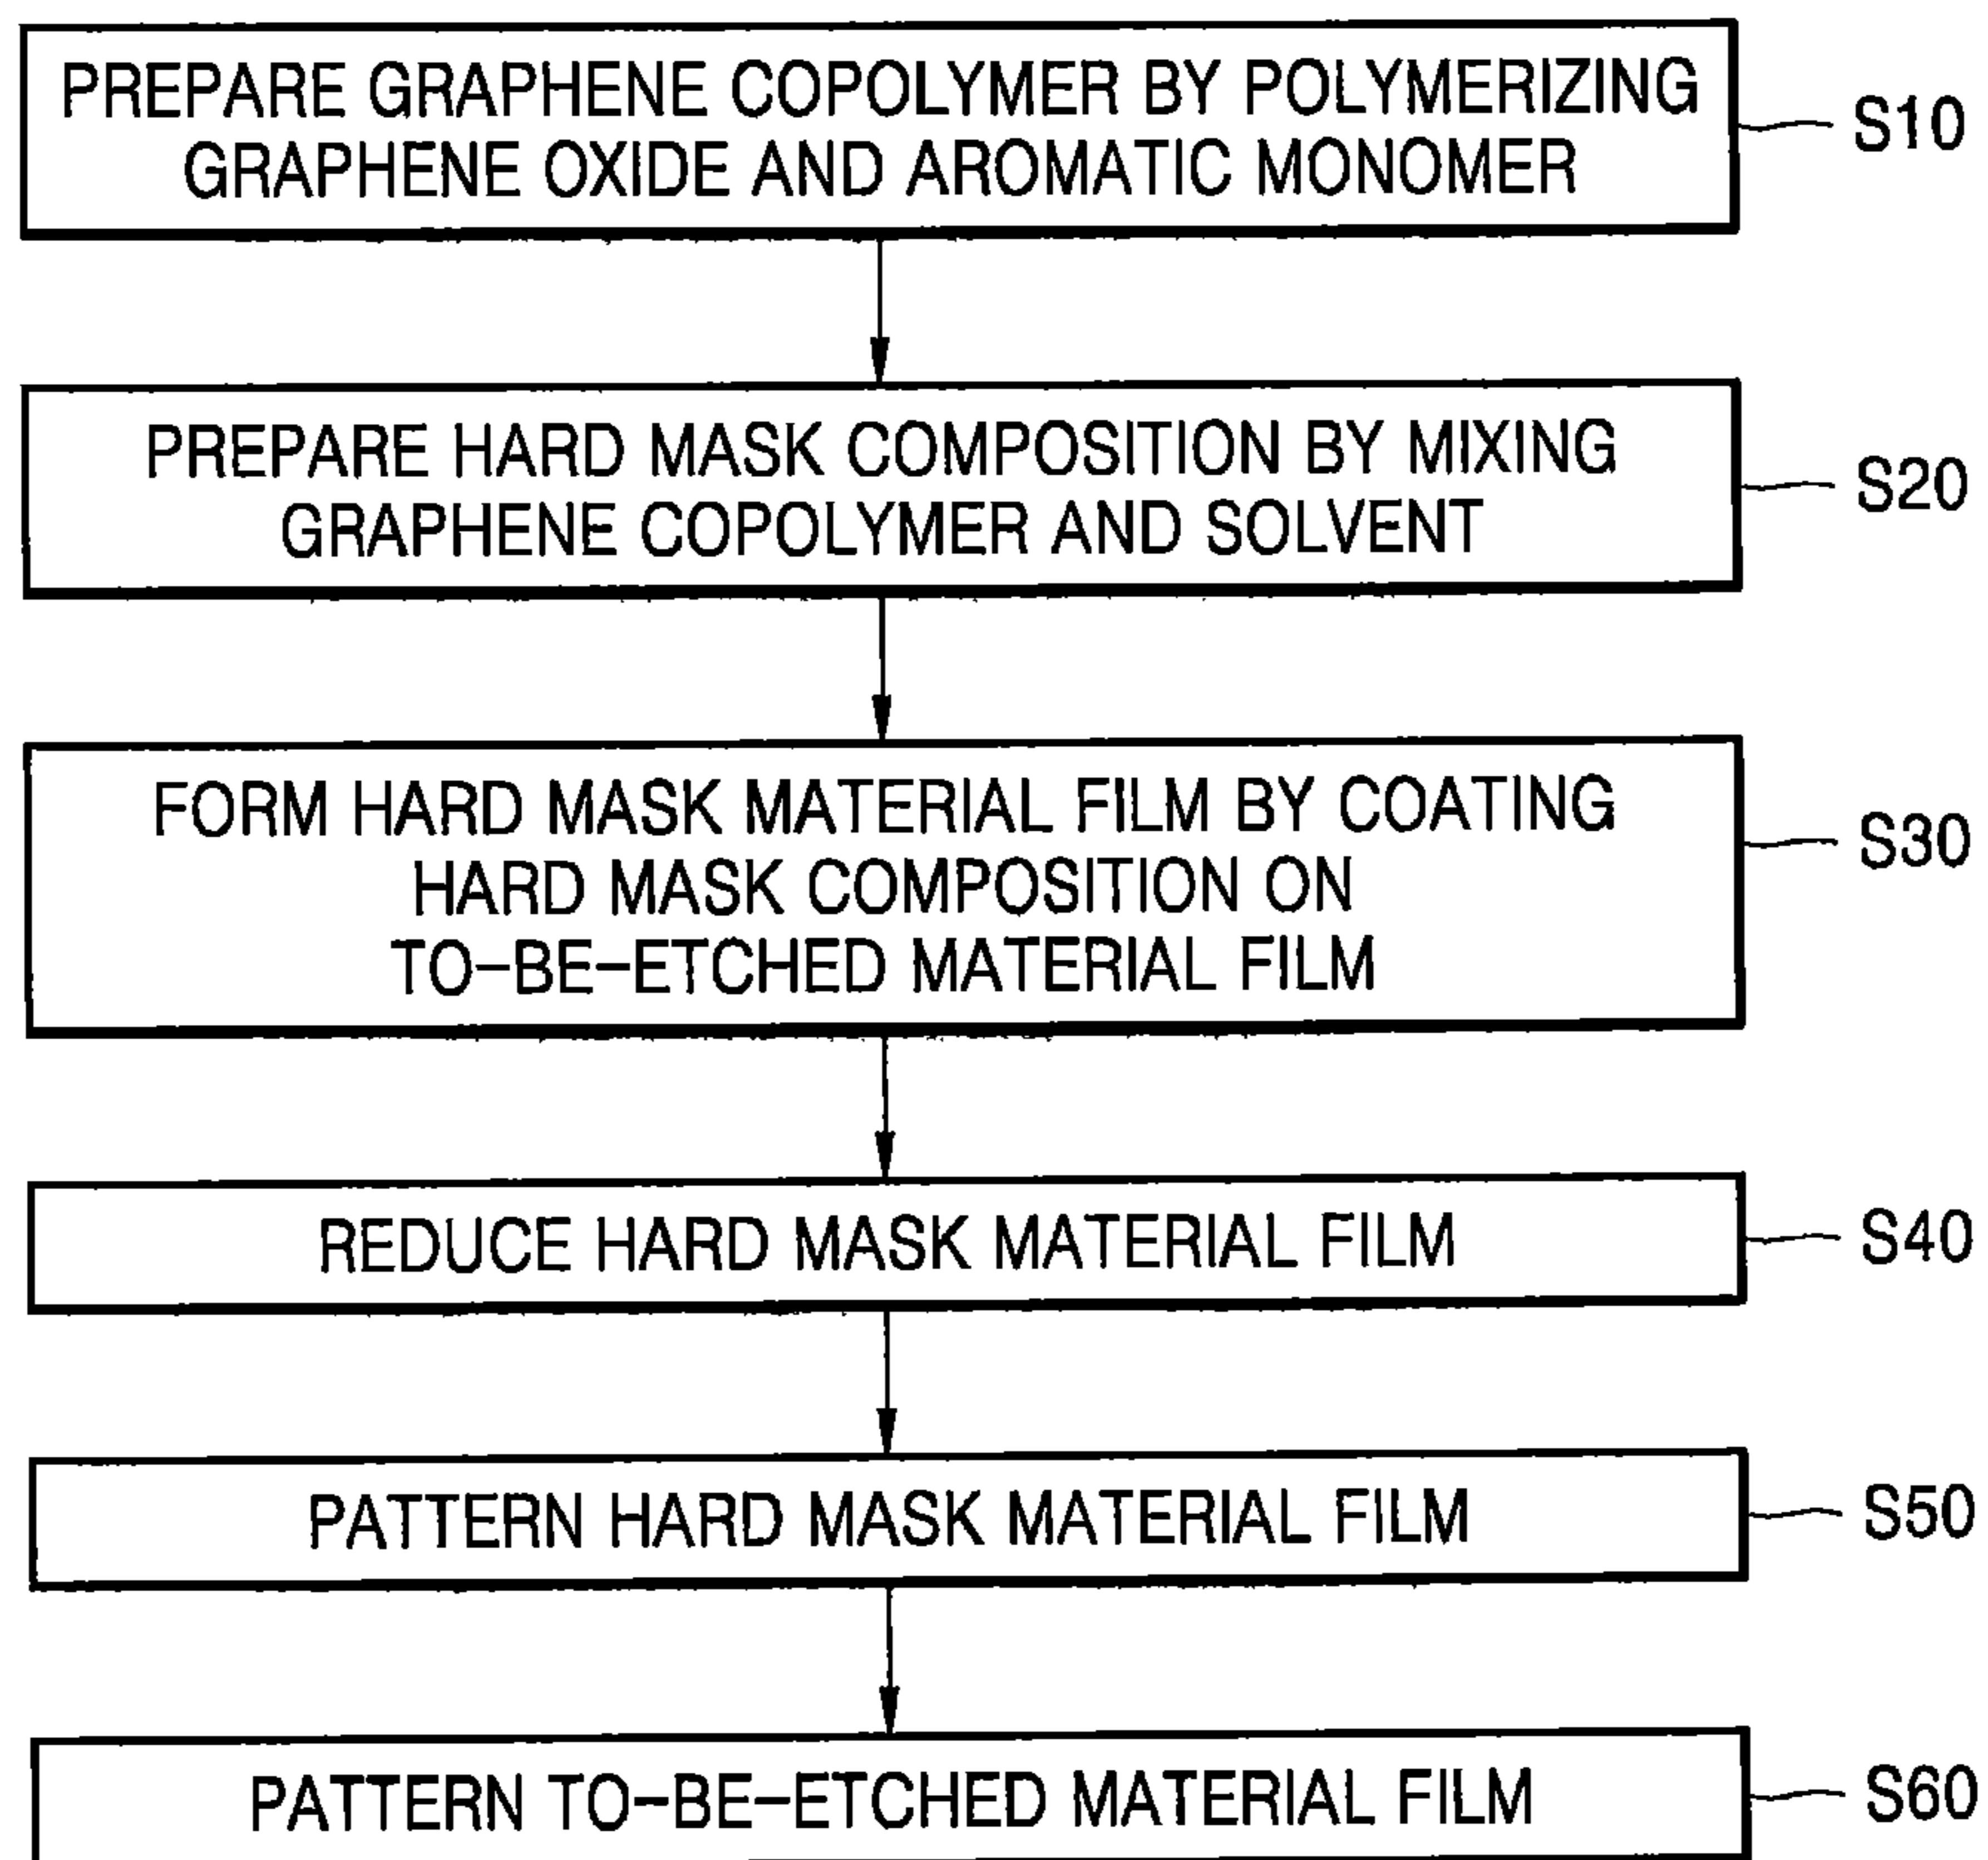 PREPARE GRAPHENE COPOLYMER BY POLYMERIZING
GRAPHENE OXIDE AND AROMATIC MONOMER
S10
PREPARE HARD MASK COMPOSITION BY MIXING
GRAPHENE COPOLYMER AND SOLVENT
S20
FORM HARD MASK MATERIAL FILM BY COATING
HARD MASK COMPOSITION ON
TO-BE-ETCHED MATERIAL FILM
S30
REDUCE HARD MASK MATERIAL FILM
S40
PATTERN HARD MASK MATERIAL FILM
S50
PATTERN TO-BE-ETCHED MATERIAL FILM
S60